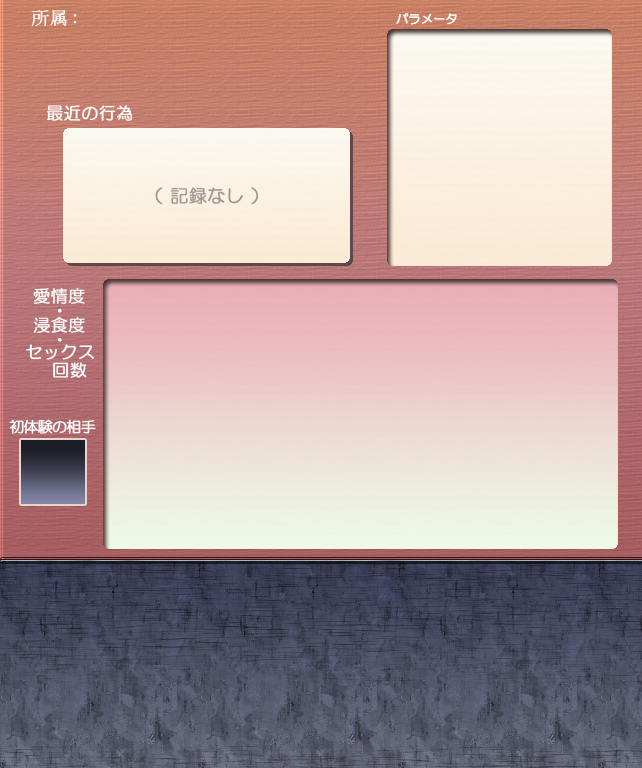 所属：
パラメータ
最近の行為
（ 記録なし ）
愛情度
・
浸食度
・
セックス
回数
初体験の相手